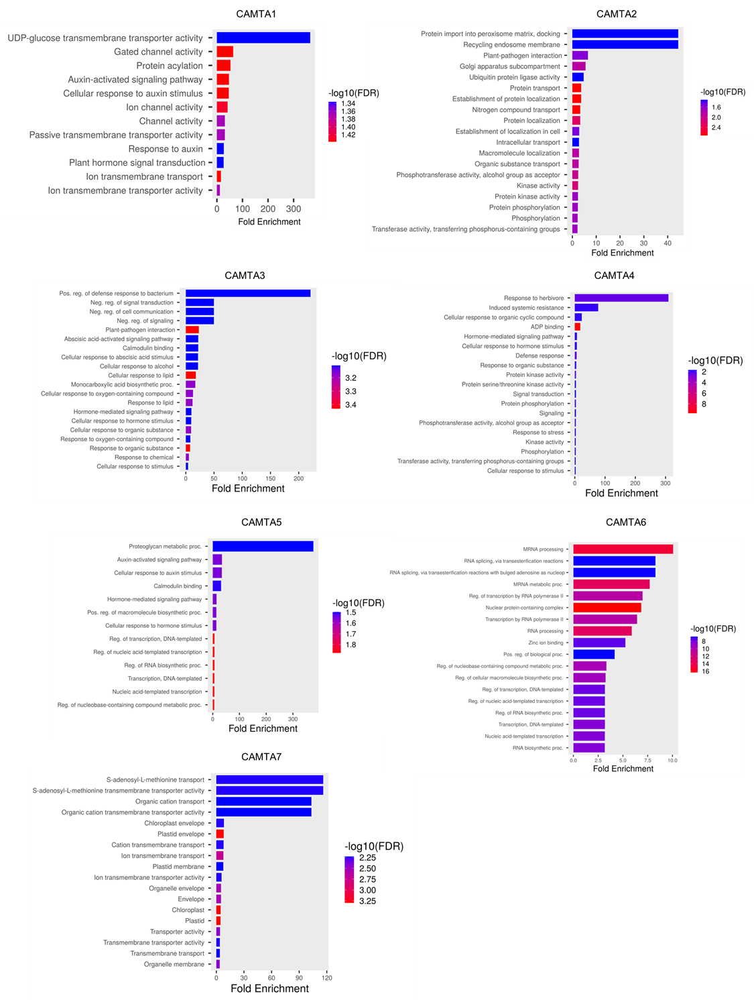 CAMTA1
UDP-glucose transmembrane transporter activity
Gated channel activity
Protein acylation
Auxin-activated signaling pathway
Cellular response to auxin stimulus
Ion channel activity
Channel activity
Passive transmembrane transporter activity
Response to auxin
Plant hormone signal transduction
Ion transmembrane transport
Ion transmembrane transporter activity
0 100 200 300
Fold Enrichment
-log10(FDR)
1.34
1.36
1.38
1.40
1.42
CAMTA2
Protein import into peroxisome matrix, docking
Recycling endosome membrane
Plant-pathogen interaction
Golgi apparatus subcompartment
Ubiquitin protein ligase activity
Protein transport
Establishment of protein localization
Nitrogen compound transport
Protein localization
Establishment of localization in cell
Intracellular transport
Macromolecule localization
Organic substance transport
Phosphotransferase activity, alcohol group as acceptor
Kinase activity
Protein kinase activity
Protein phosphorylation
Phosphorylation
Transferase activity, transferring phosphorus-containing groups
0 10 20 30 40
Fold Enrichment
-log10(FDR)
1.6
2.0
2.4
CAMTA3
Pos. reg. of defense response to bacterium
Neg. reg. of signal transduction
Neg. reg. of cell communication
Neg. reg. of signaling
Plant-pathogen interaction
Abscisic acid-activated signaling pathway
Calmodulin binding
Cellular response to abscisic acid stimulus
Cellular response to alcohol
Cellular response to lipid
Monocarboxylic acid biosynthetic proc.
Cellular response to oxygen-containing compound
Response to lipid
Hormone-mediated signaling pathway
Cellular response to hormone stimulus
Cellular response to organic substance
Response to oxygen-containing compound
Response to organic substance
Response to chemical
Cellular response to stimulus
0 50 100 150 200
Fold Enrichment
-log10(FDR)
3.2
3.3
3.4
CAMTA4
Response to herbivore
Induced systemic resistance
Cellular response to organic cyclic compound
ADP binding
Hormone-mediated signaling pathway
Cellular response to hormone stimulus
Defense response
Response to organic substance
Protein kinase activity
Protein serine/threonine kinase activity
Signal transduction
Protein phosphorylation
Signaling
Phosphotransferase activity, alcohol group as acceptor
Response to stress
Kinase activity
Phosphorylation
Transferase activity, transferring phosphorus-containing groups
Cellular response to stimulus
0 100 200 300
Fold Enrichment
-log10(FDR)
2
4
6
8
CAMTA5
Proteoglycan metabolic proc.
Auxin-activated signaling pathway
Cellular response to auxin stimulus
Calmodulin binding
Hormone-mediated signaling pathway
Pos. reg. of macromolecule biosynthetic proc.
Cellular response to hormone stimulus
Reg. of transcription, DNA-templated
Reg. of nucleic acid-templated transcription
Reg. of RNA biosynthetic proc.
Transcription, DNA-templated
Nucleic acid-templated transcription
Reg. of nucleobase-containing compound metabolic proc.
0 100 200 300
Fold Enrichment
-log10(FDR)
1.5
1.6
1.7
1.8
CAMTA6
MRNA processing
RNA splicing, via transesterification reactions
RNA splicing, via transesterification reactions with bulged adenosine as nucleop
MRNA metabolic proc.
Reg. of transcription by RNA polymerase II
Nuclear protein-containing complex
Transcription by RNA polymerase II
RNA processing
Zinc ion binding
Pos. reg. of biological proc.
Reg. of nucleobase-containing compound metabolic proc.
Reg. of cellular macromolecule biosynthetic proc.
Reg. of transcription, DNA-templated
Reg. of nucleic acid-templated transcription
Reg. of RNA biosynthetic proc.
Transcription, DNA-templated
Nucleic acid-templated transcription
RNA biosynthetic proc.
0.0 2.5 5.0 7.5 10.0
Fold Enrichment
-log10(FDR)
8
10
12
14
16
CAMTA7
S-adenosyl-L-methionine transport
S-adenosyl-L-methionine transmembrane transporter activity
Organic cation transport
Organic cation transmembrane transporter activity
Chloroplast envelope
Plastid envelope
Cation transmembrane transport
Ion transmembrane transport
Plastid membrane
Ion transmembrane transporter activity
Organelle envelope
Envelope
Chloroplast
Plastid
Transporter activity
Transmembrane transporter activity
Transmembrane transport
Organelle membrane
0 30 60 90 120
Fold Enrichment
-log10(FDR)
2.25
2.50
2.75
3.00
3.25